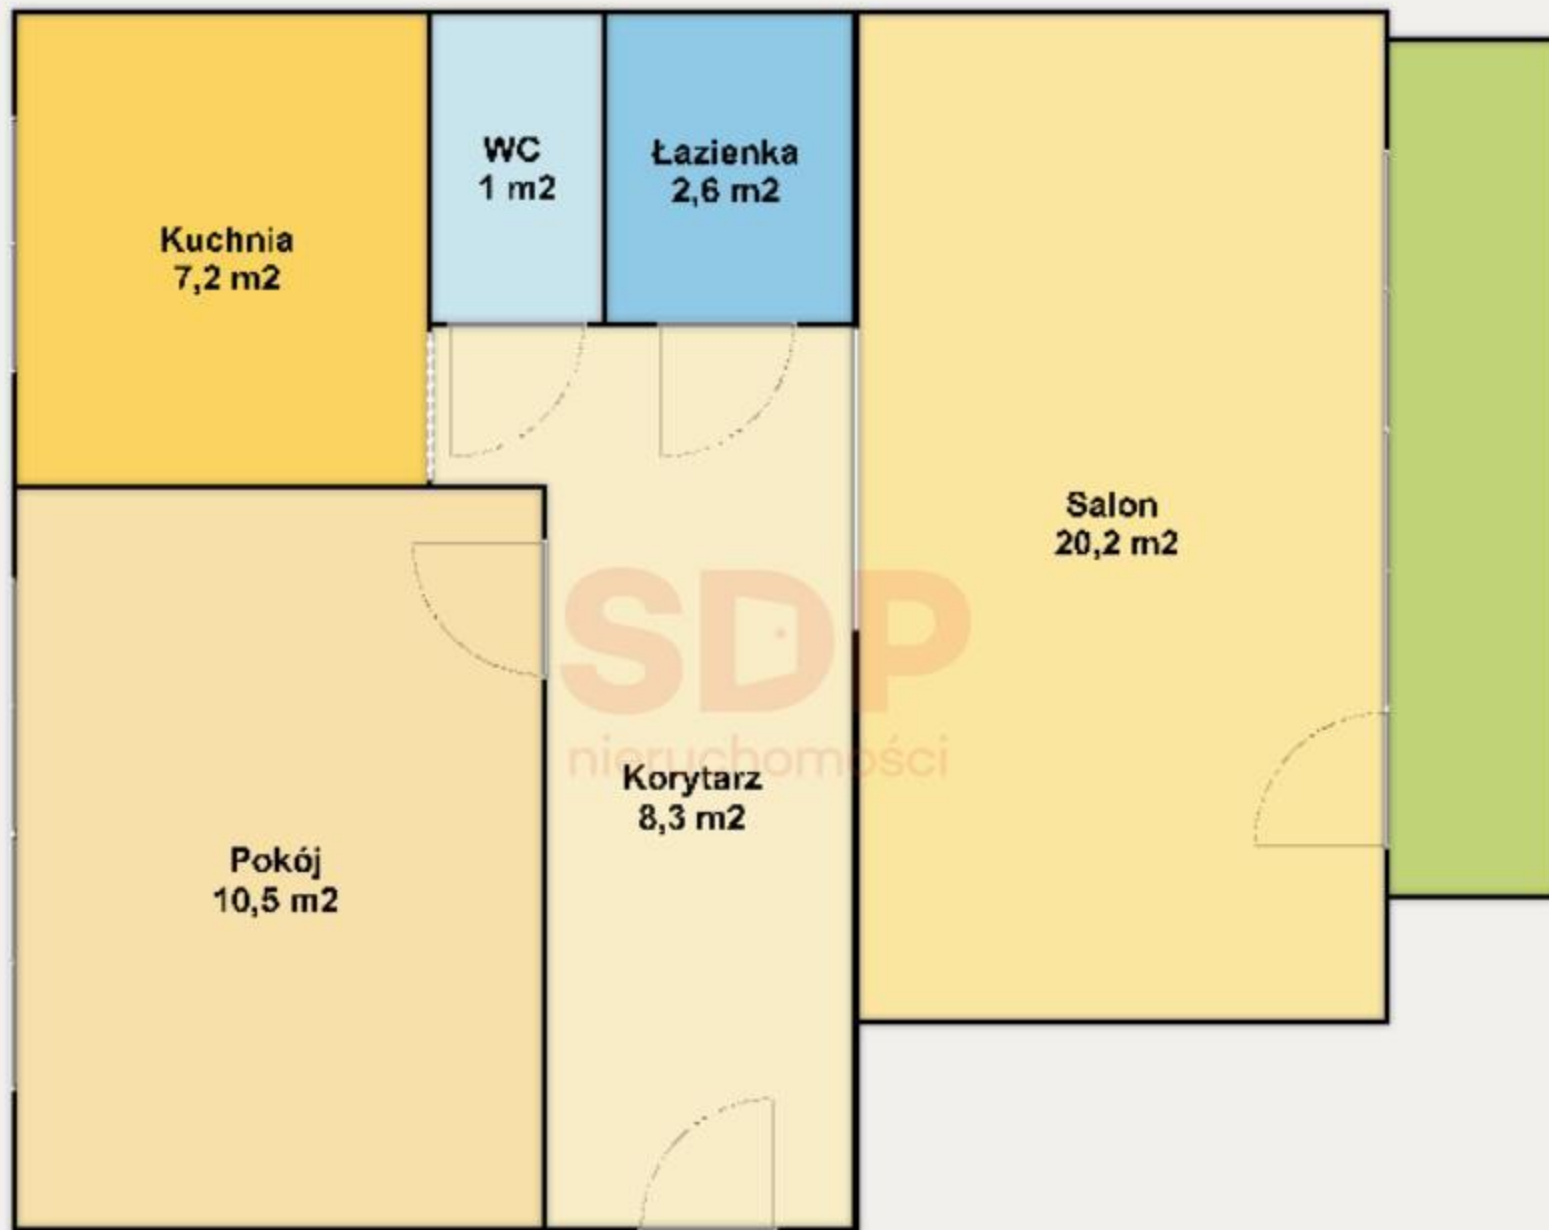 WC
1 m2
Łazienka
2,6 m2
Kuchnia
7,2 m2
Salon
20,2 m2
SDP
nieruchomości
Korytarz
8,3 m2
Pokój
10,5 m2